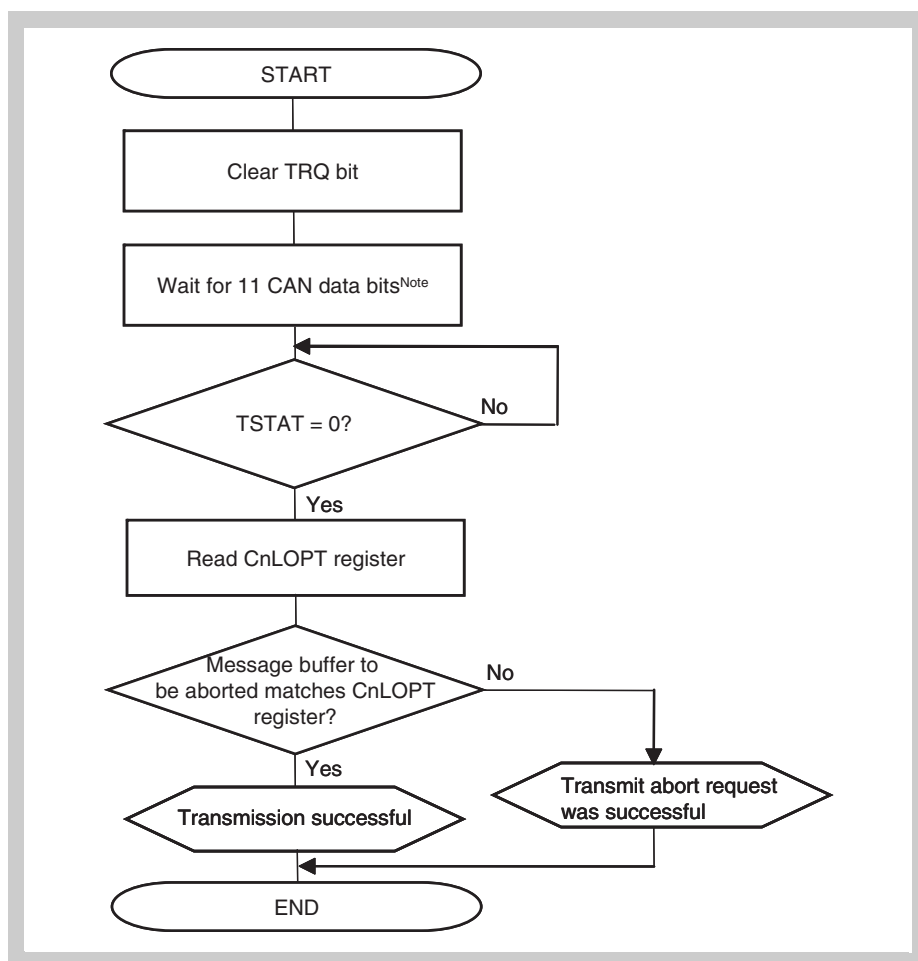 START
Clear TRQ bit
Wait for 11 CAN data bitsNote
TSTAT = 0?
No
Yes
Read CnLOPT register
Message buffer to
be aborted matches CnLOPT
register?
No
Yes
Transmission successful
Transmit abort request
was successful
END